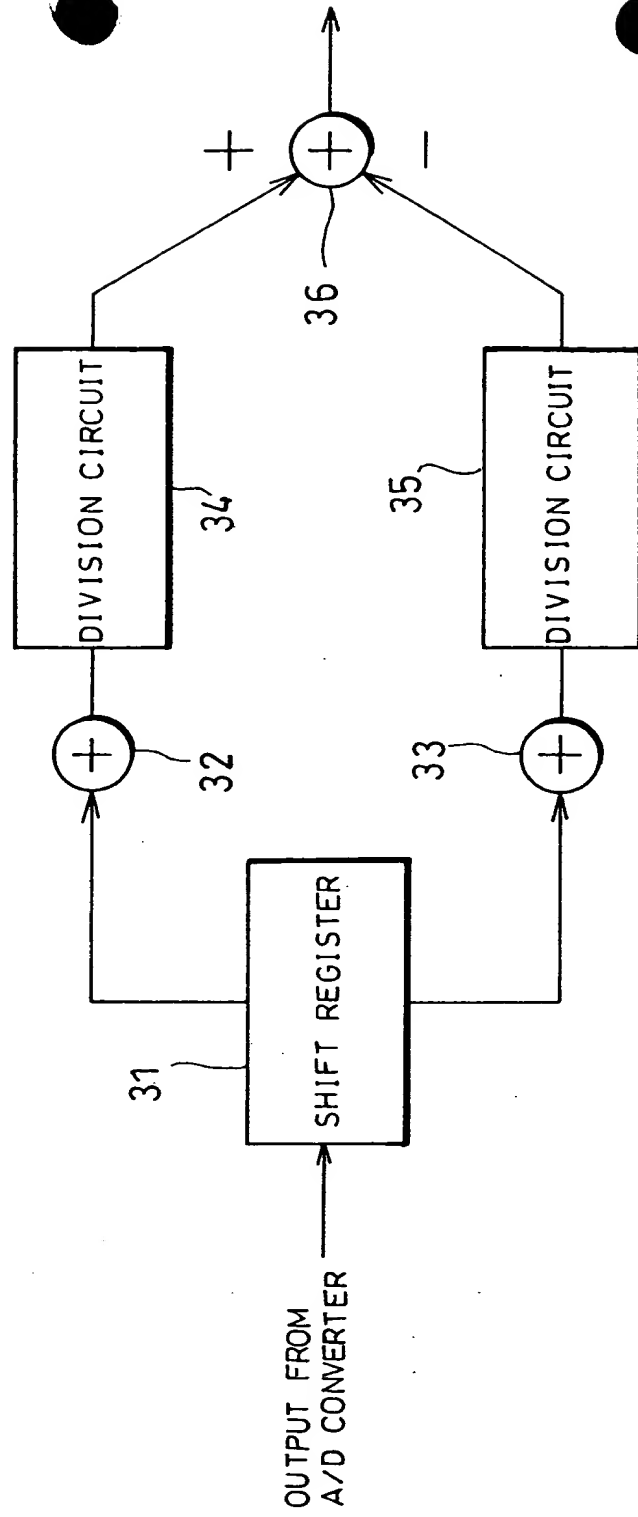 OUTPUT FROM
A/D CONVERTER
31
SHIFT REGISTER
32
33
34
DIVISION CIRCUIT
35
DIVISION CIRCUIT
36
+
−
+
+
+